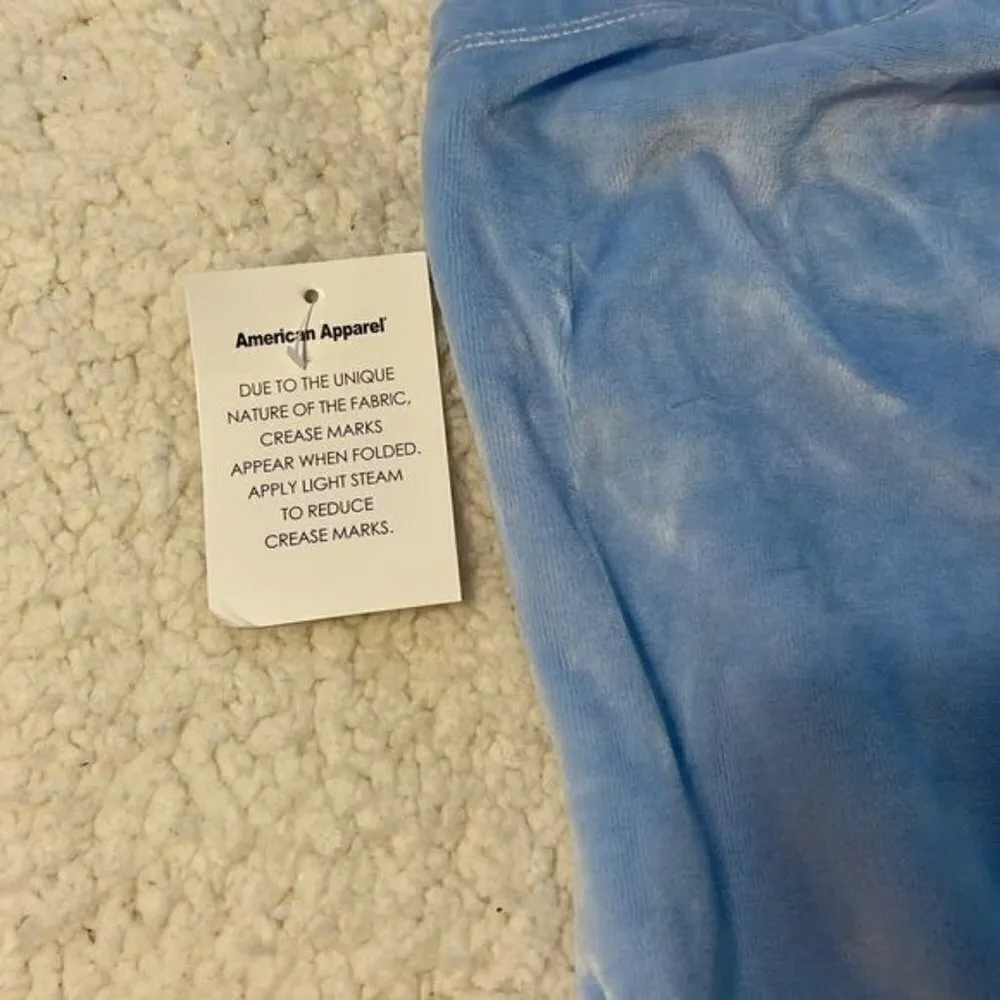 American Apparel
DUE TO THE UNIQUE
NATURE OF THE FABRIC,
CREASE MARKS
APPEAR WHEN FOLDED.
APPLY LIGHT STEAM
TO REDUCE
CREASE MARKS.